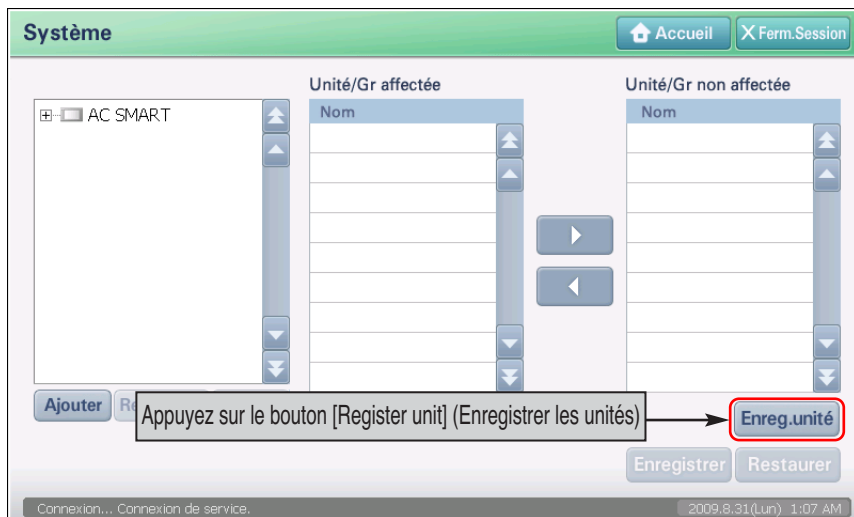 Système
Accueil
X Ferm.Session
Unité/Gr affectée
Unité/Gr non affectée
AC SMART
Nom
Nom
Ajouter
Appuyez sur le bouton [Register unit] (Enregistrer les unités)
Enreg.unité
Enregistrer
Restaurer
Connexion... Connexion de service.
2009.8.31(Lun) 1:07 AM